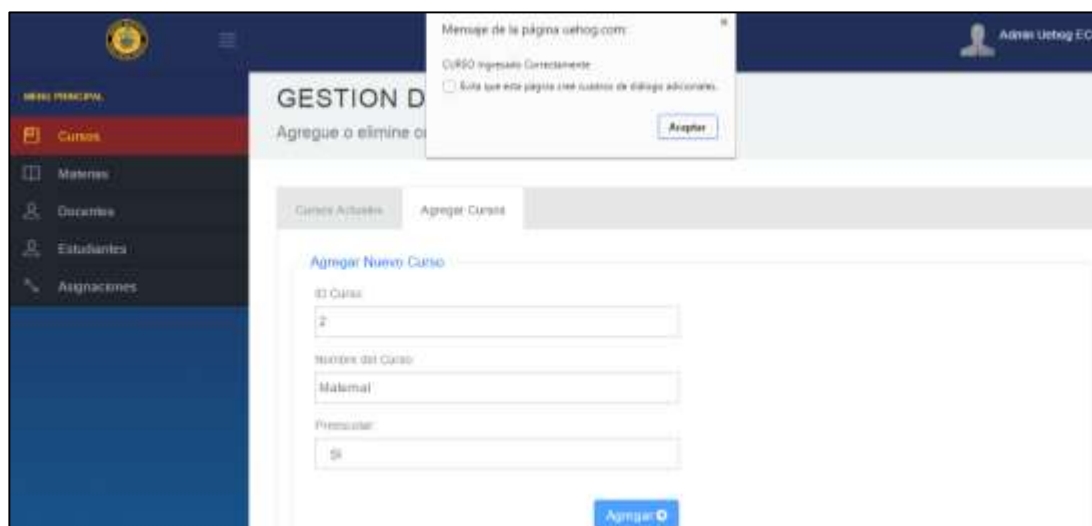 Mensaje de la página uehog.com:
CURSO Ingresado Correctamente
Evita que esta página cree cuadros de diálogo adicionales.
Aceptar
Admin Uehog EC
MENU PRINCIPAL
Cursos
Materias
Docentes
Estudiantes
Asignaciones
GESTION D
Agregue o elimine
Cursos Actuales
Agregar Cursos
Agregar Nuevo Curso
ID Curso
2
Nombre del Curso
Maternal
Preescolar
Si
Agregar